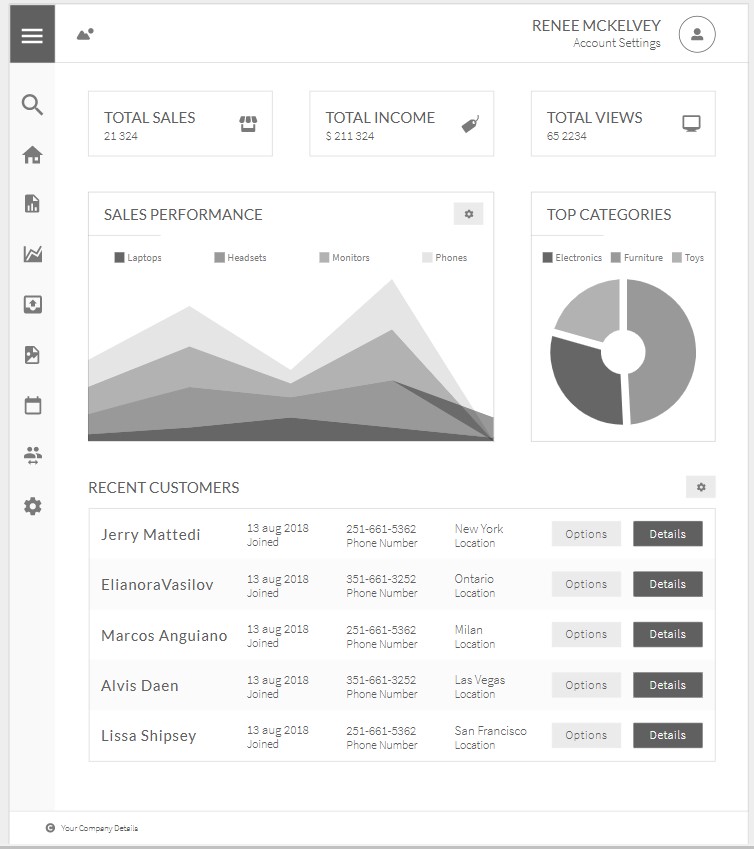 RENEE MCKELVEY
Account Settings
TOTAL SALES
21 324
TOTAL INCOME
$ 211 324
TOTAL VIEWS
65 2234
SALES PERFORMANCE
Laptops Headsets Monitors Phones
TOP CATEGORIES
Electronics Furniture Toys
RECENT CUSTOMERS
Jerry Mattedi 13 aug 2018 251-661-5362 New York Options Details
Joined Phone Number Location
ElianoraVasilov 13 aug 2018 351-661-3252 Ontario Options Details
Joined Phone Number Location
Marcos Anguiano 13 aug 2018 251-661-5362 Milan Options Details
Joined Phone Number Location
Alvis Daen 13 aug 2018 351-661-3252 Las Vegas Options Details
Joined Phone Number Location
Lissa Shipsey 13 aug 2018 251-661-5362 San Francisco Options Details
Joined Phone Number Location
Your Company Details